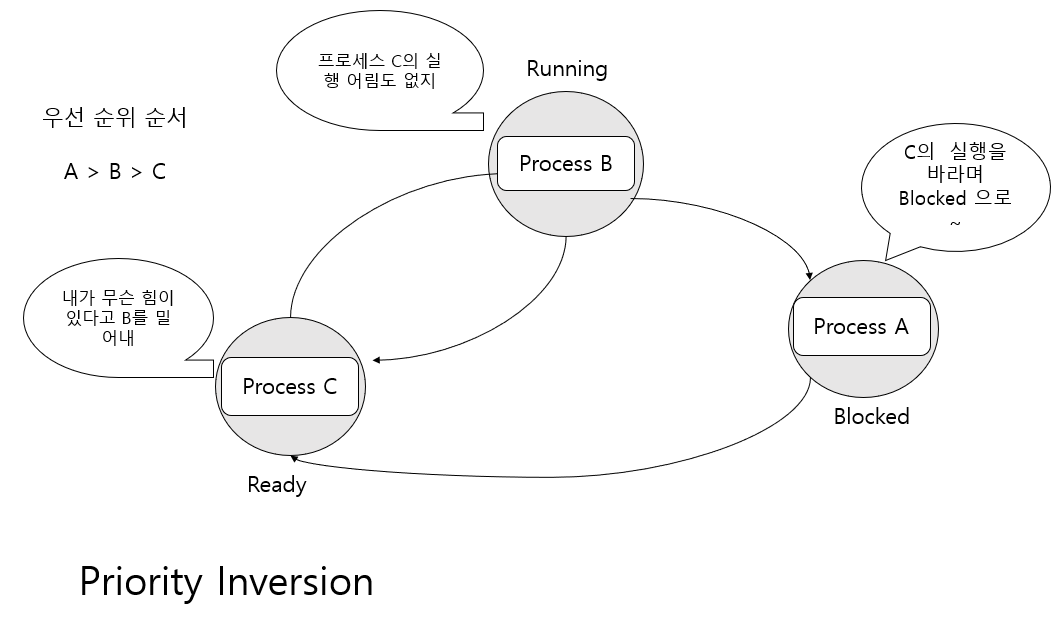 프로세스 C의 실
행 어림도 없지
Running
우선 순위 순서
A > B > C
Process B
C의 실행을
바라며
Blocked 으로
~
내가 무슨 힘이
있다고 B를 밀
어내
Process A
Process C
Blocked
Ready
Priority Inversion